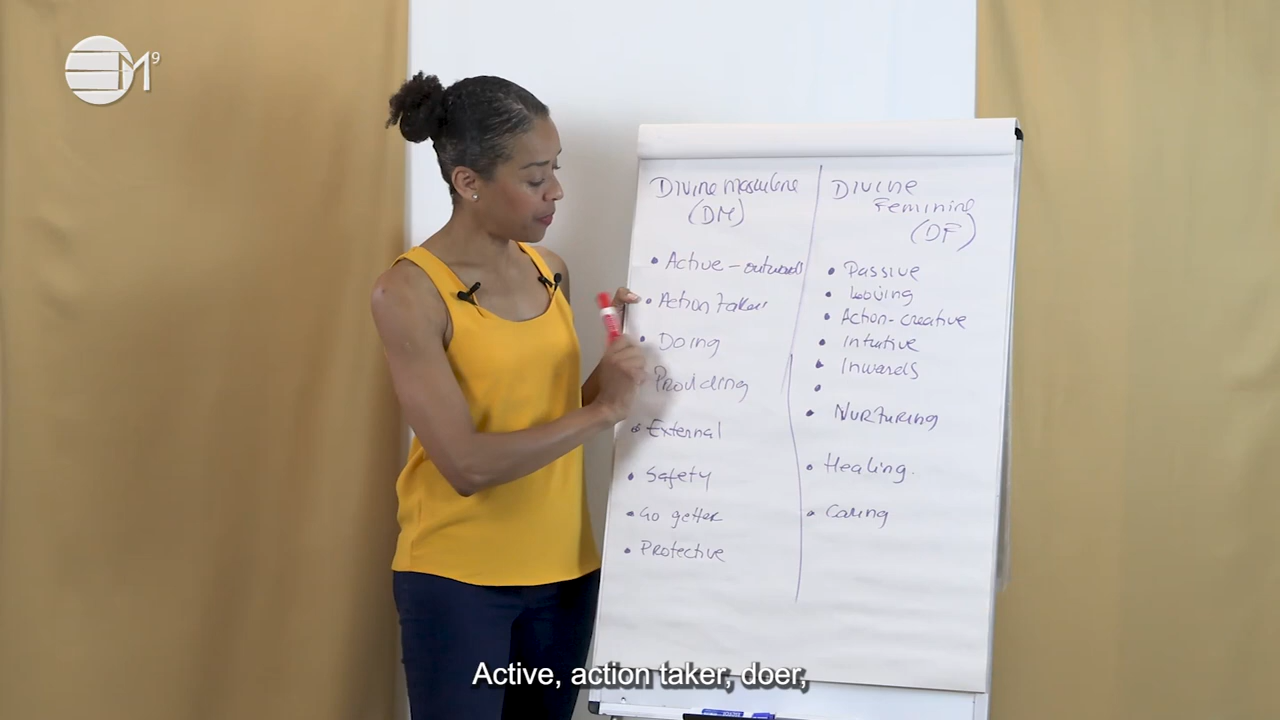 EM9
Divine Masculine
(DM)
• Active - outwards
• Action taker
• Doing
Providing
• External
• Safety
• Go getter
• Protective
Divine
Feminine
(DF)
• Passive
• Loving
• Action-creative
• Intuitive
• Inwards
•
• Nurturing
• Healing.
• Caring
Active, action taker, doer,